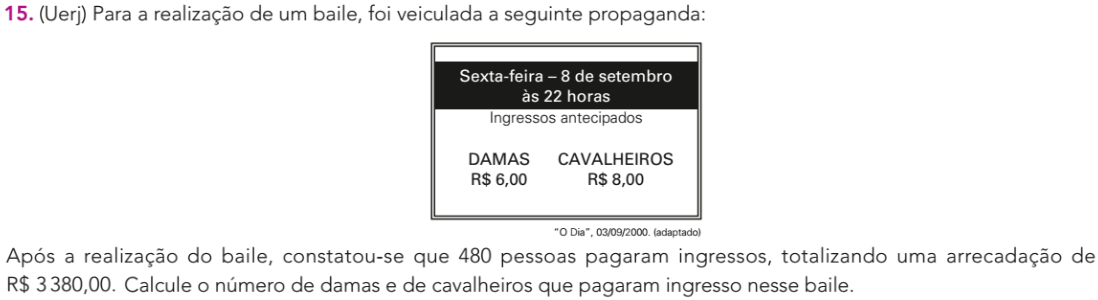 15. (Uerj) Para a realização de um baile, foi veiculada a seguinte propaganda:
Sexta-feira – 8 de setembro
às 22 horas
Ingressos antecipados
DAMAS CAVALHEIROS
R$ 6,00 R$ 8,00
"O Dia", 03/09/2000. (adaptado)
Após a realização do baile, constatou-se que 480 pessoas pagaram ingressos, totalizando uma arrecadação de
R$ 3 380,00. Calcule o número de damas e de cavalheiros que pagaram ingresso nesse baile.